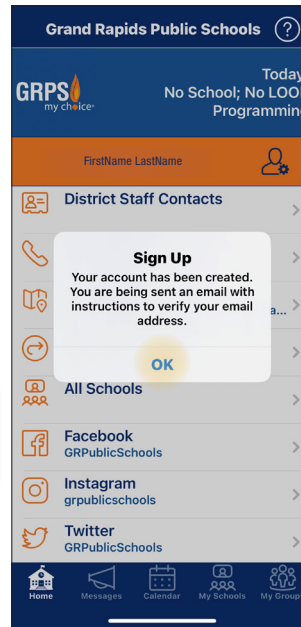 Grand Rapids Public Schools
?
Today
No School; No LOO
Programmin
GRPS
my choice
FirstName LastName
District Staff Contacts
Sign Up
Your account has been created.
You are being sent an email with
instructions to verify your email
address.
a...
OK
All Schools
Facebook
GRPublicSchools
Instagram
grpublicschools
Twitter
GRPublicSchools
Home
Messages
Calendar
My Schools
My Group